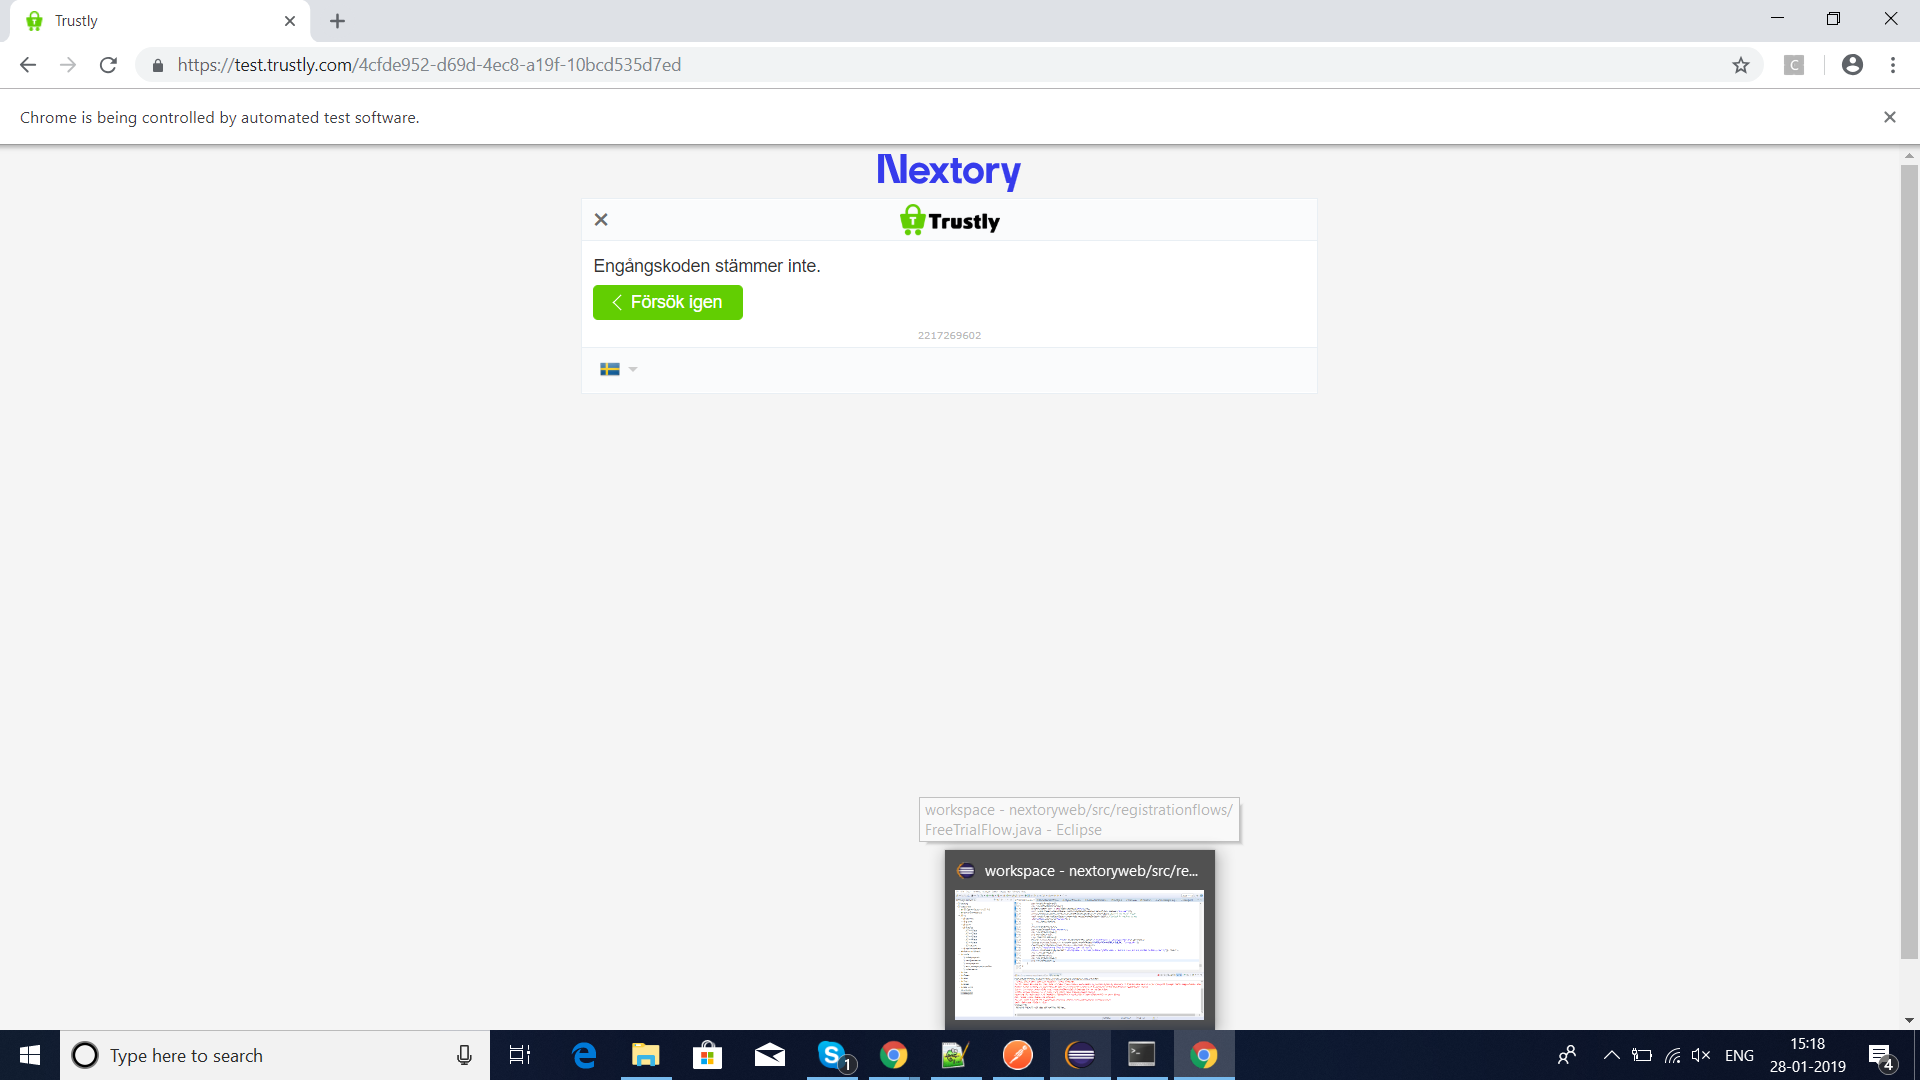 Trustly
https://test.trustly.com/4cfde952-d69d-4ec8-a19f-10bcd535d7ed
C
Chrome is being controlled by automated test software.
Nextory
T Trustly
Engångskoden stämmer inte.
Försök igen
2217269602
workspace - nextoryweb/src/registrationflows/
FreeTrialFlow.java - Eclipse
workspace - nextoryweb/src/re...
Type here to search
1
ENG
15:18
28-01-2019
4